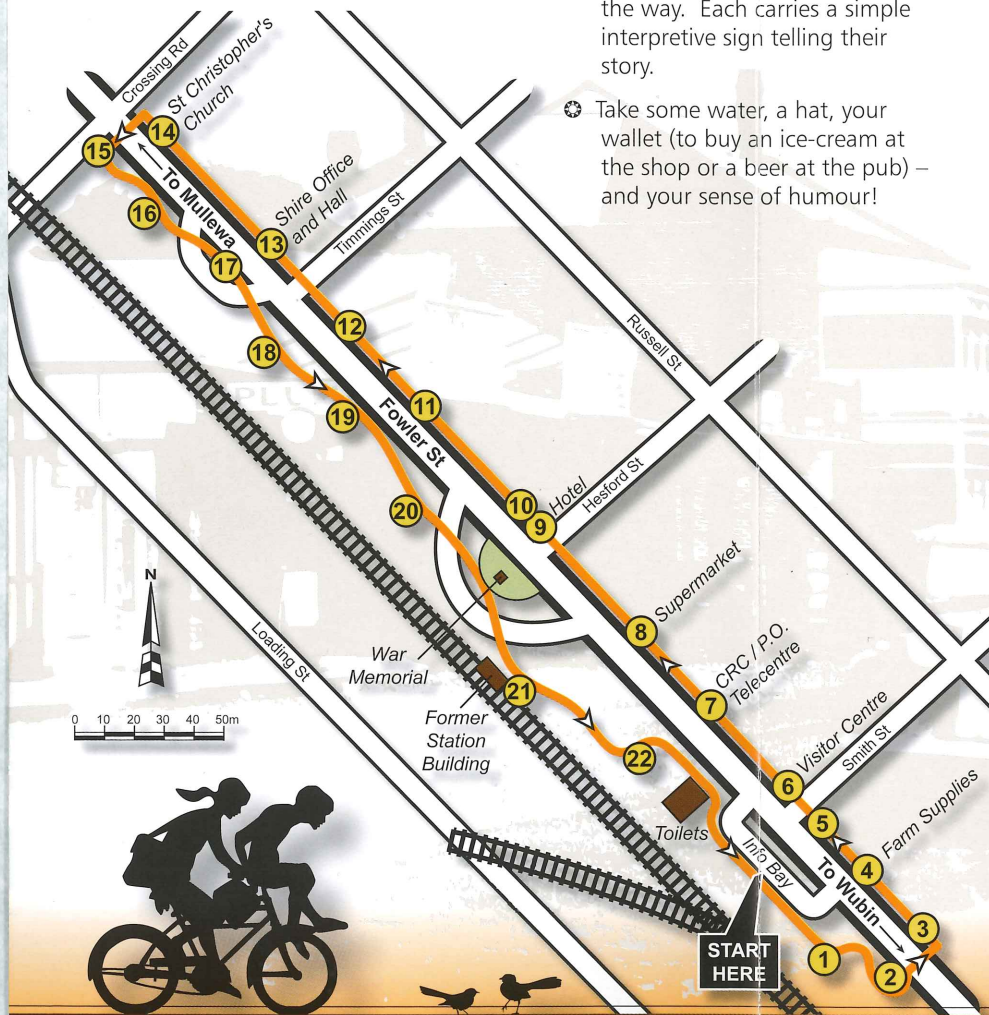 the way.  Each carries a simple
interpretive sign telling their
story.
Take some water, a hat, your
wallet (to buy an ice-cream at
the shop or a beer at the pub) –
and your sense of humour!
Crossing Rd
St Christopher's
Church
14
15
To Mullewa
16
Shire Office
and Hall
13
Timmings St
17
12
18
Russell St
11
19
Fowler St
PLU
20
Hotel
10
9
Hesford St
Supermarket
8
N
Loading St
War
Memorial
CRC / P.O.
Telecentre
7
21
Former
Station
Building
0 10 20 30 40 50m
Visitor Centre
6
Smith St
22
5
Toilets
Info Bay
Farm Supplies
4
To Wubin
3
START
HERE
1
2